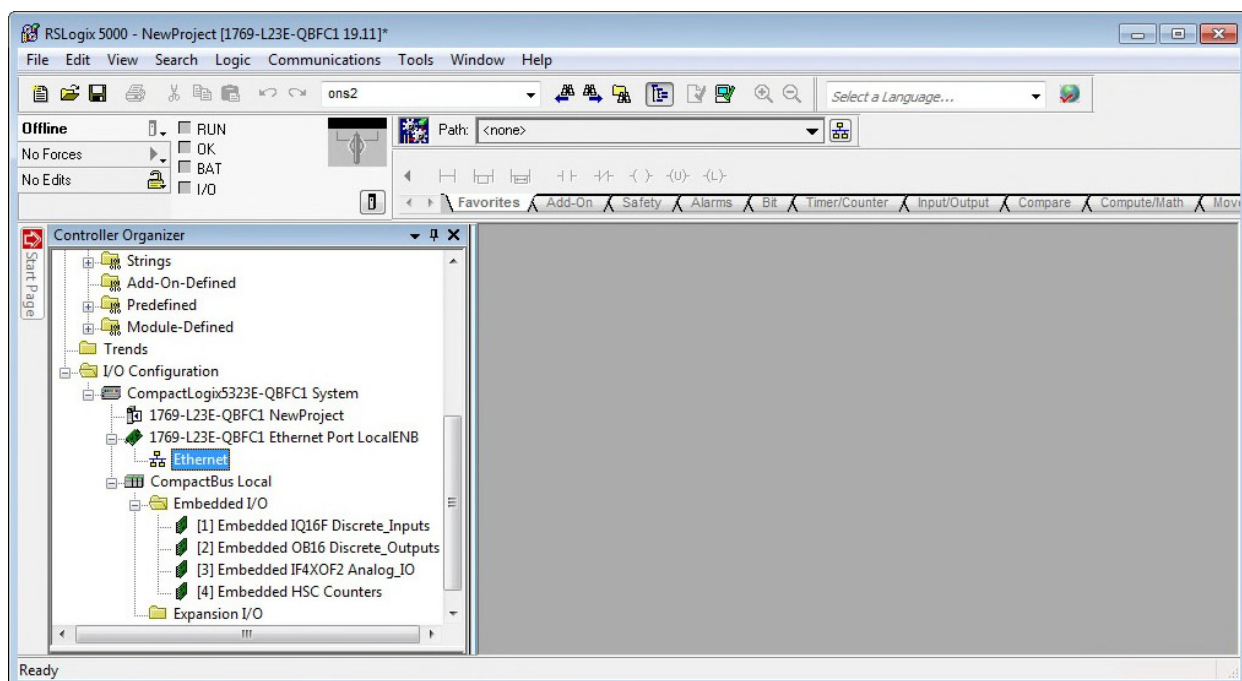 RSLogix 5000 - NewProject [1769-L23E-QBFC1 19.11]*
File Edit View Search Logic Communications Tools Window Help
ons2
Select a Language...
Offline
RUN
Path: <none>
No Forces
OK
No Edits
BAT
I/O
Favorites Add-On Safety Alarms Bit Timer/Counter Input/Output Compare Compute/Math Mov
Start Page
Controller Organizer
Strings
Add-On-Defined
Predefined
Module-Defined
Trends
I/O Configuration
CompactLogix5323E-QBFC1 System
1769-L23E-QBFC1 NewProject
1769-L23E-QBFC1 Ethernet Port LocalENB
Ethernet
CompactBus Local
Embedded I/O
[1] Embedded IQ16F Discrete_Inputs
[2] Embedded OB16 Discrete_Outputs
[3] Embedded IF4XOF2 Analog_IO
[4] Embedded HSC Counters
Expansion I/O
Ready